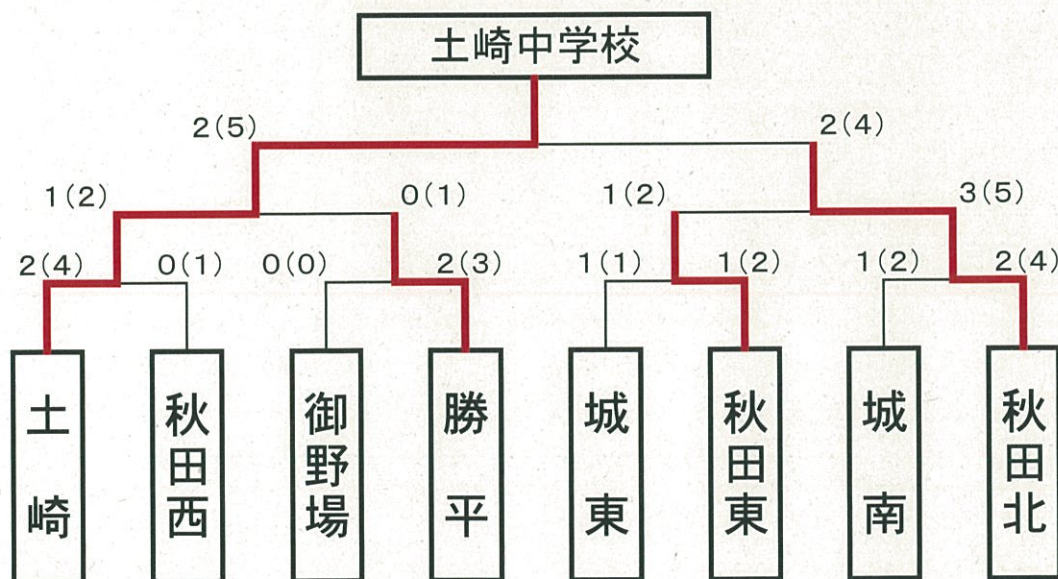 土崎中学校
2(5)
2(4)
1(2)
0(1)
1(2)
3(5)
2(4)
0(1)
0(0)
2(3)
1(1)
1(2)
1(2)
2(4)
土崎
秋田西
御野場
勝平
城東
秋田東
城南
秋田北